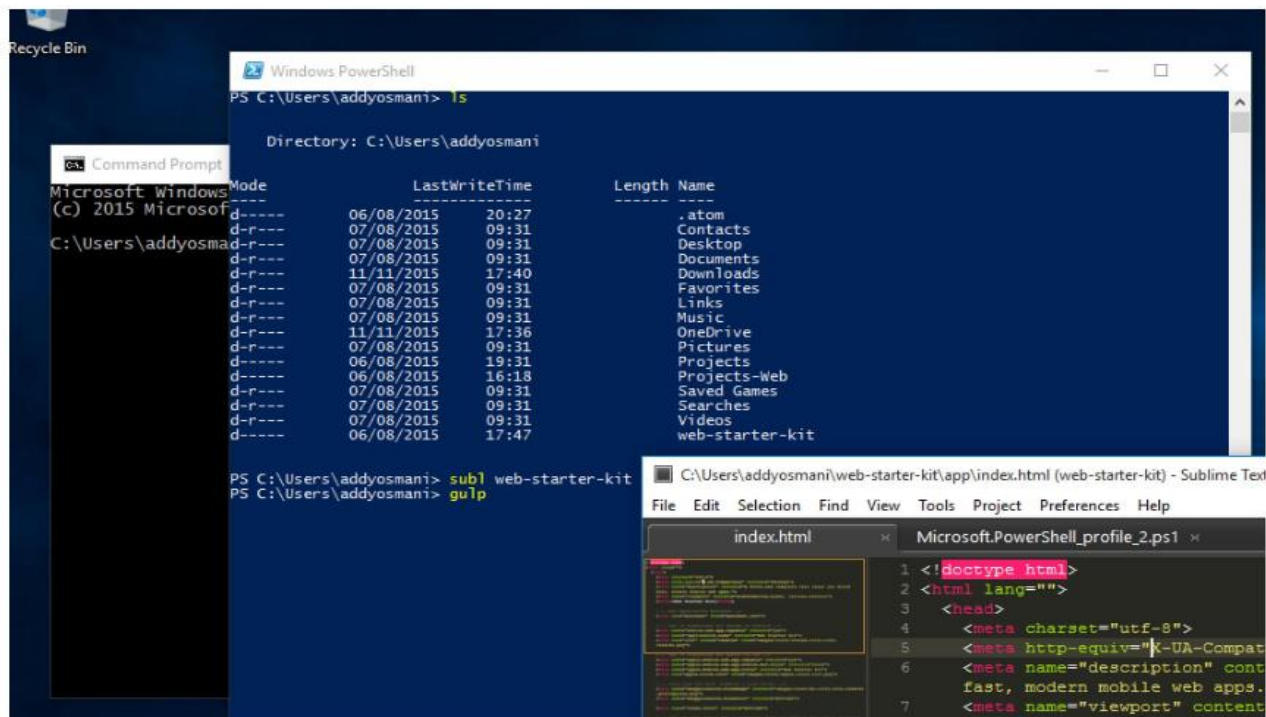 Recycle Bin
Windows PowerShell
PS C:\Users\addyosmani> ls
Directory: C:\Users\addyosmani
Mode LastWriteTime Length Name
---- ------------- ------ ----
d----- 06/08/2015 20:27 .atom
d-r--- 07/08/2015 09:31 Contacts
d-r--- 07/08/2015 09:31 Desktop
d-r--- 07/08/2015 09:31 Documents
d-r--- 11/11/2015 17:40 Downloads
d-r--- 07/08/2015 09:31 Favorites
d-r--- 07/08/2015 09:31 Links
d-r--- 07/08/2015 09:31 Music
d-r--- 11/11/2015 17:36 OneDrive
d-r--- 07/08/2015 09:31 Pictures
d----- 06/08/2015 19:31 Projects
d----- 06/08/2015 16:18 Projects-Web
d-r--- 07/08/2015 09:31 Saved Games
d-r--- 07/08/2015 09:31 Searches
d-r--- 07/08/2015 09:31 Videos
d----- 06/08/2015 17:47 web-starter-kit
PS C:\Users\addyosmani> subl web-starter-kit
PS C:\Users\addyosmani> gulp
Command Prompt
Microsoft Windows
(c) 2015 Microsof
C:\Users\addyosma
C:\Users\addyosmani\web-starter-kit\app\index.html (web-starter-kit) - Sublime Text
File Edit Selection Find View Tools Project Preferences Help
index.html × Microsoft.PowerShell_profile_2.ps1 ×
1 <!doctype html>
2 <html lang="">
3 <head>
4 <meta charset="utf-8">
5 <meta http-equiv="X-UA-Compat
6 <meta name="description" cont
fast, modern mobile web apps.
7 <meta name="viewport" content